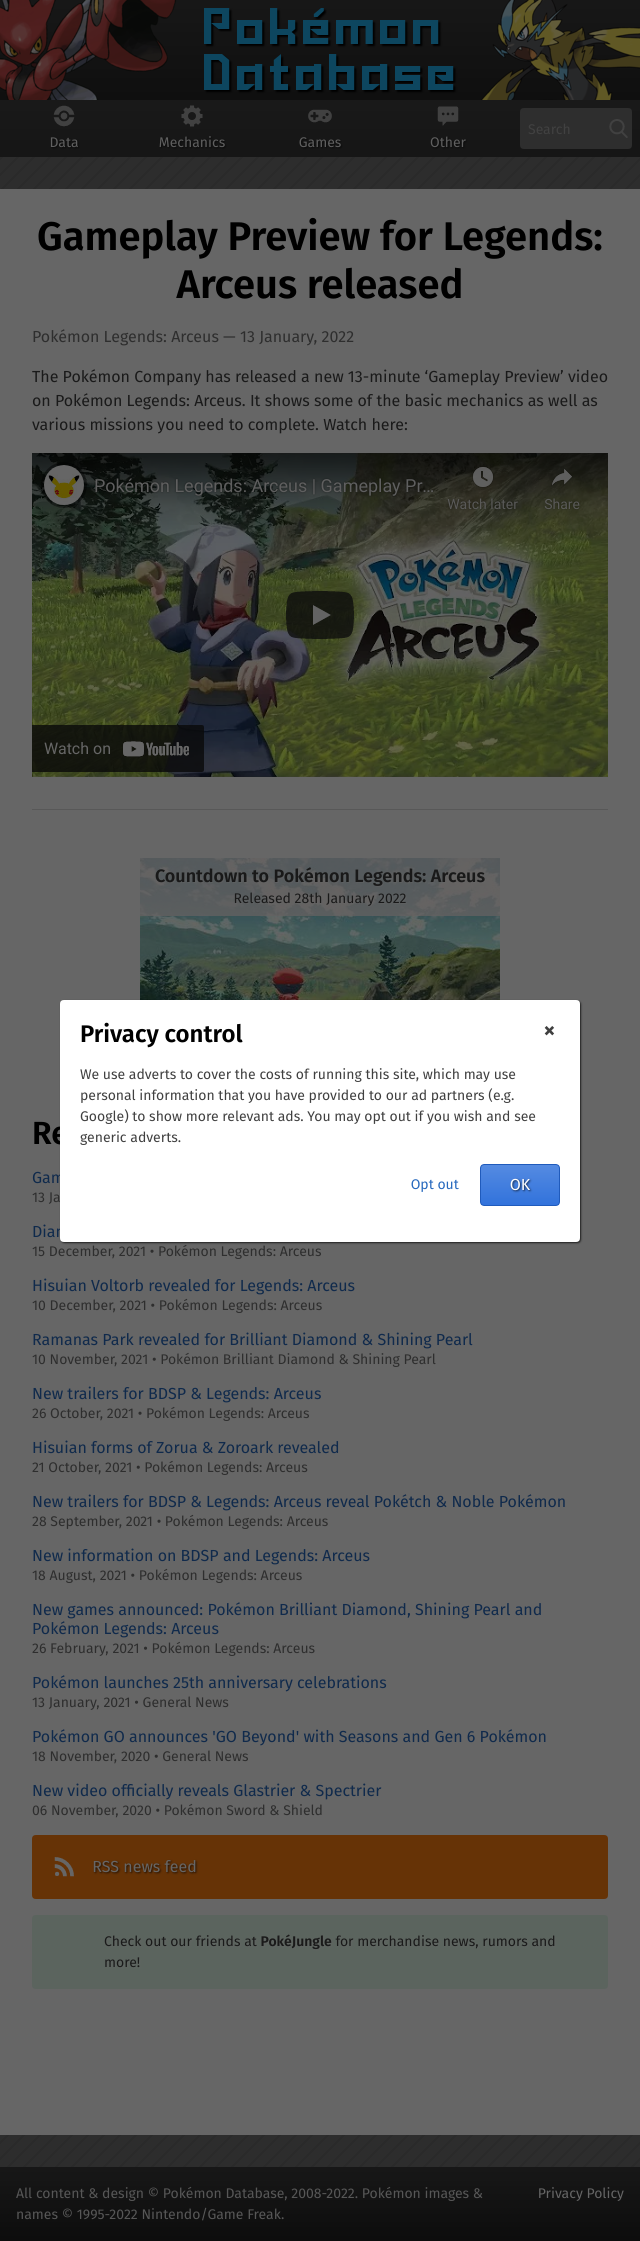 Pokémon
Database
Data
Mechanics
Games
Other
Search
Gameplay Preview for Legends:
Arceus released
Pokémon Legends: Arceus — 13 January, 2022
The Pokémon Company has released a new 13-minute ‘Gameplay Preview’ video
on Pokémon Legends: Arceus. It shows some of the basic mechanics as well as
various missions you need to complete. Watch here:
Pokémon Legends: Arceus | Gameplay Pr...
Watch later
Share
POKÉMON
LEGENDS
ARCEUS
Watch on YouTube
Countdown to Pokémon Legends: Arceus
Released 28th January 2022
Privacy control
×
We use adverts to cover the costs of running this site, which may use
personal information that you have provided to our ad partners (e.g.
Google) to show more relevant ads. You may opt out if you wish and see
generic adverts.
Opt out
OK
15 December, 2021 • Pokémon Legends: Arceus
Hisuian Voltorb revealed for Legends: Arceus
10 December, 2021 • Pokémon Legends: Arceus
Ramanas Park revealed for Brilliant Diamond & Shining Pearl
10 November, 2021 • Pokémon Brilliant Diamond & Shining Pearl
New trailers for BDSP & Legends: Arceus
26 October, 2021 • Pokémon Legends: Arceus
Hisuian forms of Zorua & Zoroark revealed
21 October, 2021 • Pokémon Legends: Arceus
New trailers for BDSP & Legends: Arceus reveal Pokétch & Noble Pokémon
28 September, 2021 • Pokémon Legends: Arceus
New information on BDSP and Legends: Arceus
18 August, 2021 • Pokémon Legends: Arceus
New games announced: Pokémon Brilliant Diamond, Shining Pearl and
Pokémon Legends: Arceus
26 February, 2021 • Pokémon Legends: Arceus
Pokémon launches 25th anniversary celebrations
13 January, 2021 • General News
Pokémon GO announces 'GO Beyond' with Seasons and Gen 6 Pokémon
18 November, 2020 • General News
New video officially reveals Glastrier & Spectrier
06 November, 2020 • Pokémon Sword & Shield
RSS news feed
Check out our friends at PokéJungle for merchandise news, rumors and
more!
All content & design © Pokémon Database, 2008-2022. Pokémon images &
names © 1995-2022 Nintendo/Game Freak.
Privacy Policy